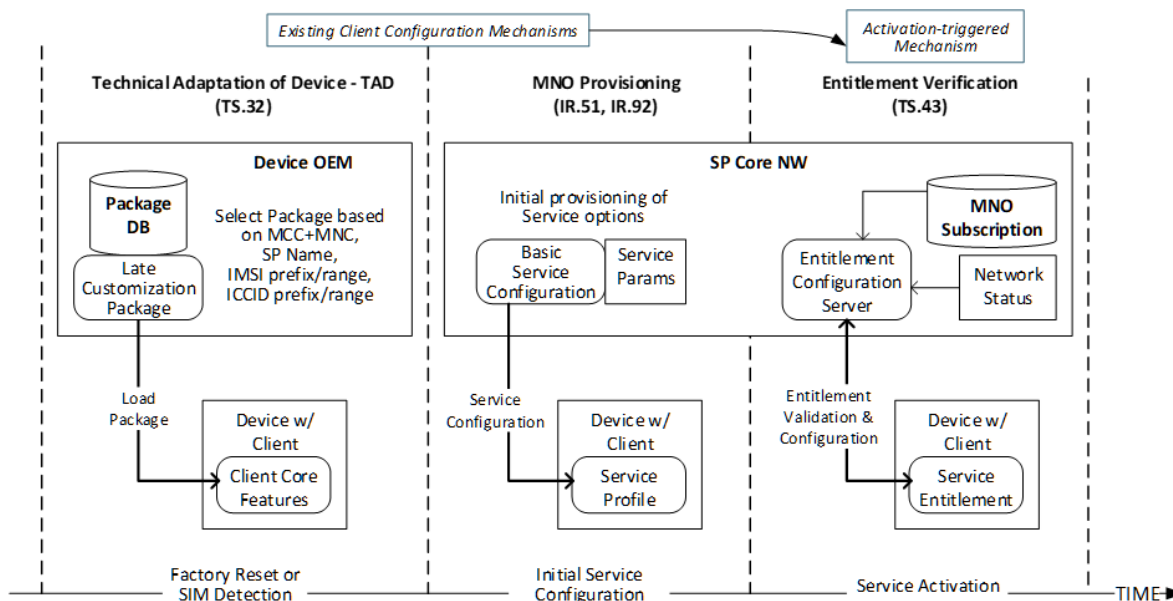 Existing Client Configuration Mechanisms
Activation-triggered
Mechanism
Technical Adaptation of Device - TAD
(TS.32)
MNO Provisioning
(IR.51, IR.92)
Entitlement Verification
(TS.43)
Device OEM
Package
DB
Late
Customization
Package
Select Package based
on MCC+MNC,
SP Name,
IMSI prefix/range,
ICCID prefix/range
SP Core NW
Initial provisioning of
Service options
Basic
Service
Configuration
Service
Params
Entitlement
Configuration
Server
MNO
Subscription
Network
Status
Load
Package
Device w/
Client
Client Core
Features
Service
Configuration
Device w/
Client
Service
Profile
Entitlement
Validation &
Configuration
Device w/
Client
Service
Entitlement
Factory Reset or
SIM Detection
Initial Service
Configuration
Service Activation
TIME